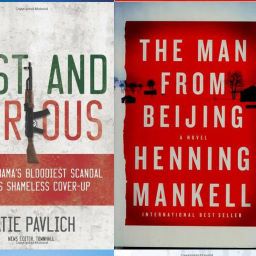 ST AND
RIOUS
AMA'S BLOODIEST SCANDAL
S SHAMELESS COVER-UP
TIE PAVLICH
NEWS EDITOR, TOWNHALL
THE MAN
FROM
BEIJING
A NOVEL
HENNING
MANKELL
INTERNATIONAL BEST SELLER